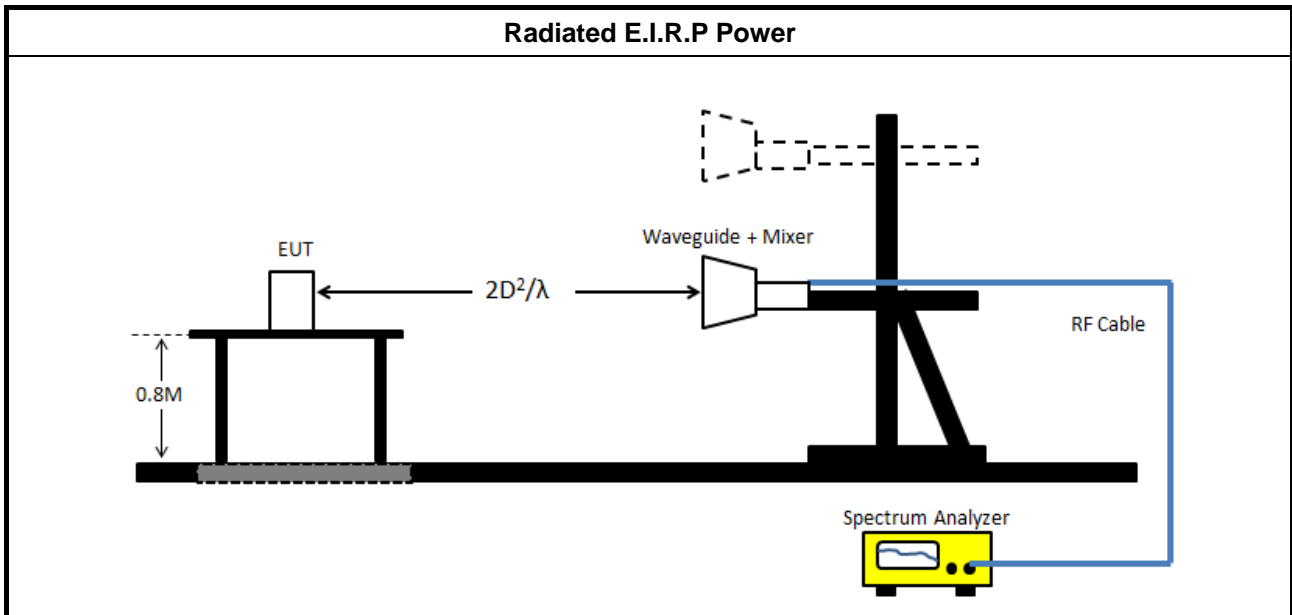 Radiated E.I.R.P Power
Waveguide + Mixer
EUT
2D²/λ
RF Cable
0.8M
Spectrum Analyzer